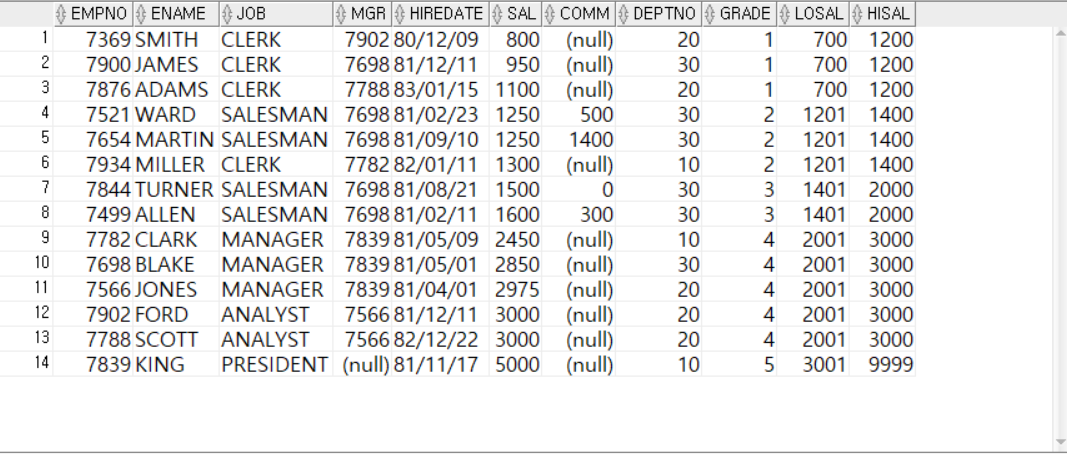 EMPNO ENAME JOB MGR HIREDATE SAL COMM DEPTNO GRADE LOSAL HISAL
1 7369 SMITH CLERK 7902 80/12/09 800 (null) 20 1 700 1200
2 7900 JAMES CLERK 7698 81/12/11 950 (null) 30 1 700 1200
3 7876 ADAMS CLERK 7788 83/01/15 1100 (null) 20 1 700 1200
4 7521 WARD SALESMAN 7698 81/02/23 1250 500 30 2 1201 1400
5 7654 MARTIN SALESMAN 7698 81/09/10 1250 1400 30 2 1201 1400
6 7934 MILLER CLERK 7782 82/01/11 1300 (null) 10 2 1201 1400
7 7844 TURNER SALESMAN 7698 81/08/21 1500 0 30 3 1401 2000
8 7499 ALLEN SALESMAN 7698 81/02/11 1600 300 30 3 1401 2000
9 7782 CLARK MANAGER 7839 81/05/09 2450 (null) 10 4 2001 3000
10 7698 BLAKE MANAGER 7839 81/05/01 2850 (null) 30 4 2001 3000
11 7566 JONES MANAGER 7839 81/04/01 2975 (null) 20 4 2001 3000
12 7902 FORD ANALYST 7566 81/12/11 3000 (null) 20 4 2001 3000
13 7788 SCOTT ANALYST 7566 82/12/22 3000 (null) 20 4 2001 3000
14 7839 KING PRESIDENT (null) 81/11/17 5000 (null) 10 5 3001 9999